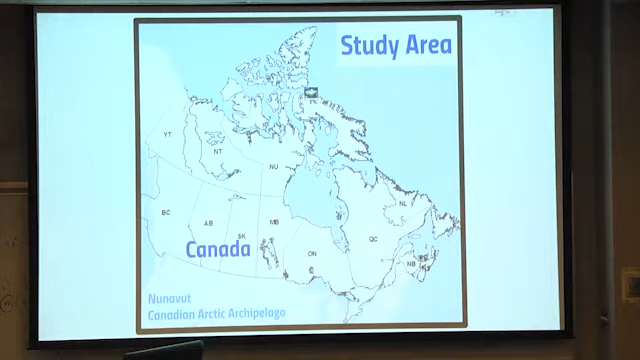 Study Area
YT
NT
NU
BC
AB
SK
MB
ON
QC
NL
NB
Canada
Nunavut
Canadian Arctic Archipelago